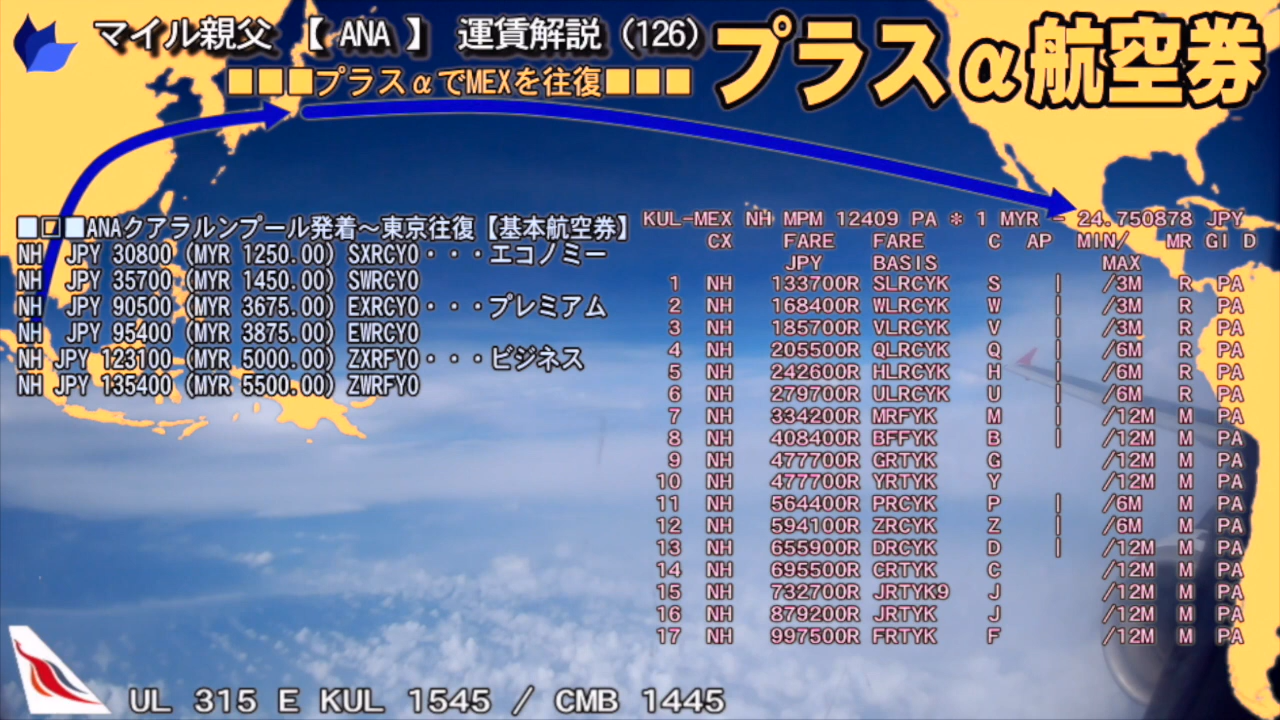 マイル親父 【 ANA 】 運賃解説 (126)
プラスα航空券
■■■プラスαでMEXを往復■■■
■□■ANAクアラルンプール発着～東京往復【基本航空券】
NH JPY 30800 (MYR 1250.00) SXRCYO・・・エコノミー
NH JPY 35700 (MYR 1450.00) SWRCYO
NH JPY 90500 (MYR 3675.00) EXRCYO・・・プレミアム
NH JPY 95400 (MYR 3875.00) EWRCYO
NH JPY 123100 (MYR 5000.00) ZXRFYO・・・ビジネス
NH JPY 135400 (MYR 5500.00) ZWRFYO
KUL-MEX NH MPM 12409 PA * 1 MYR - 24.750878 JPY
CX FARE FARE C AP MIN/ MR GI D
JPY BASIS MAX
1 NH 133700R SLRCYK S | /3M R PA
2 NH 168400R WLRCYK W | /3M R PA
3 NH 185700R VLRCYK V | /3M R PA
4 NH 205500R QLRCYK Q | /6M R PA
5 NH 242600R HLRCYK H | /6M R PA
6 NH 279700R ULRCYK U | /6M R PA
7 NH 334200R MRFYK M | /12M M PA
8 NH 408400R BFFYK B | /12M M PA
9 NH 477700R GRTYK G /12M M PA
10 NH 477700R YRTYK Y /12M M PA
11 NH 564400R PRCYK P | /6M M PA
12 NH 594100R ZRCYK Z | /6M M PA
13 NH 655900R DRCYK D | /12M M PA
14 NH 695500R CRTYK C /12M M PA
15 NH 732700R JRTYK9 J /12M M PA
16 NH 879200R JRTYK J /12M M PA
17 NH 997500R FRTYK F /12M M PA
UL 315 E KUL 1545 / CMB 1445